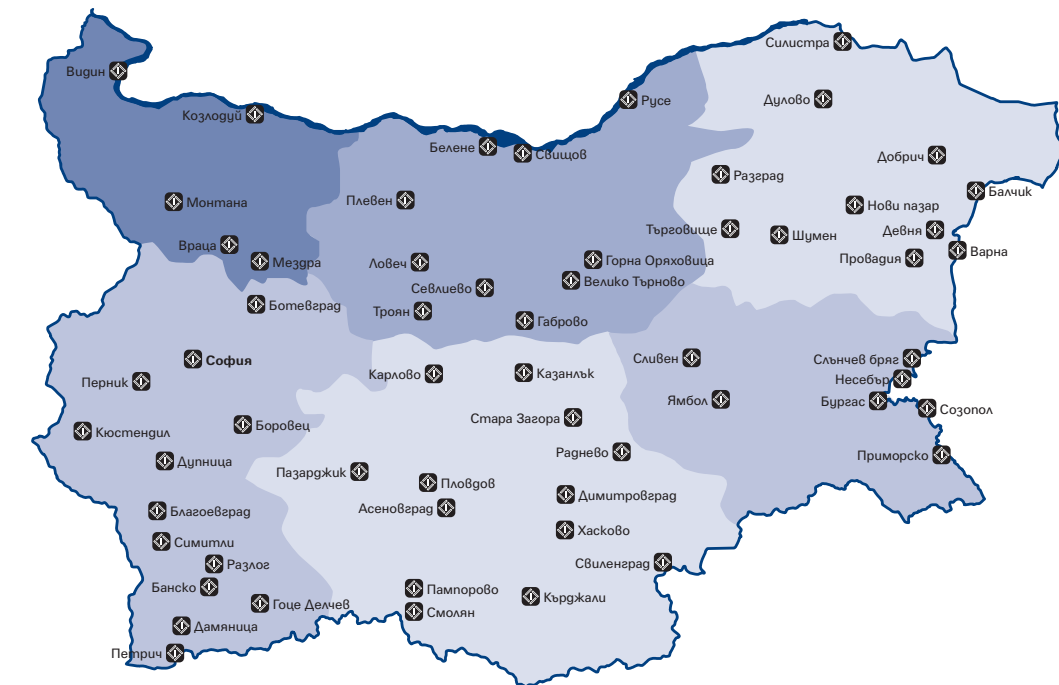 Силистра
Видин
Русе
Дулово
Козлодуй
Белене
Свищов
Добрич
Разград
Балчик
Монтана
Плевен
Нови пазар
Търговище
Шумен
Девня
Враца
Варна
Мездра
Ловеч
Горна Оряховица
Провадия
Севлиево
Велико Търново
Ботевград
Троян
Габрово
София
Сливен
Слънчев бряг
Перник
Карлово
Казанлък
Несебър
Ямбол
Бургас
Созопол
Кюстендил
Боровец
Стара Загора
Дупница
Раднево
Приморско
Пазарджик
Пловдов
Димитровград
Благоевград
Асеновград
Симитли
Хасково
Разлог
Свиленград
Банско
Пампорово
Кърджали
Гоце Делчев
Смолян
Дамяница
Петрич